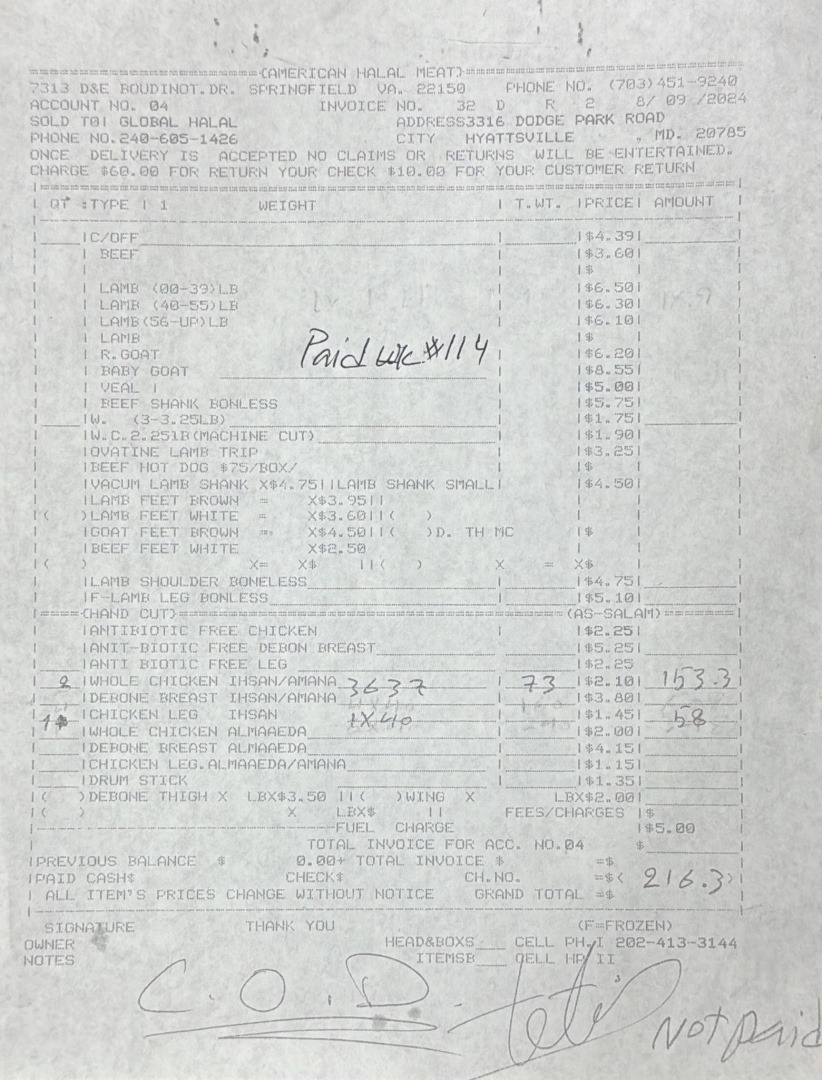 (AMERICAN HALAL MEAT)
7313 D&E BOUDINOT.DR. SPRINGFIELD VA. 22150 PHONE NO. (703)451-9240
ACCOUNT NO. 04 INVOICE NO. 32 D R 2 8/ 09 /2024
SOLD TO! GLOBAL HALAL ADDRESS3316 DODGE PARK ROAD
PHONE NO.240-605-1426 CITY HYATTSVILLE , MD. 20785
ONCE DELIVERY IS ACCEPTED NO CLAIMS OR RETURNS WILL BE ENTERTAINED.
CHARGE $60.00 FOR RETURN YOUR CHECK $10.00 FOR YOUR CUSTOMER RETURN
QT :TYPE | 1 WEIGHT | T.WT. |PRICE| AMOUNT
C/OFF $4.39
BEEF $3.60
$
LAMB (00-39)LB $6.50
LAMB (40-55)LB $6.30
LAMB(56-UP)LB $6.10
LAMB $
R.GOAT $6.20
Paid #114
BABY GOAT $8.55
VEAL | $5.00
BEEF SHANK BONLESS $5.75
W. (3-3.25LB) $1.75
W.C.2.25lB(MACHINE CUT) $1.90
OVATINE LAMB TRIP $3.25
BEEF HOT DOG $75/BOX/ $
VACUM LAMB SHANK X$4.75||LAMB SHANK SMALL| $4.50
LAMB FEET BROWN = X$3.95||
( )LAMB FEET WHITE = X$3.60||( )
GOAT FEET BROWN =. X$4.50||( )D. TH MC $
BEEF FEET WHITE X$2.50
( ) X= X$ ||( ) X = X$
LAMB SHOULDER BONELESS $4.75
F-LAMB LEG BONLESS $5.10
(HAND CUT) (AS-SALAM)
ANTIBIOTIC FREE CHICKEN $2.25
ANIT-BIOTIC FREE DEBON BREAST $5.25
ANTI BIOTIC FREE LEG $2.25
2 WHOLE CHICKEN IHSAN/AMANA 36 37 73 $2.10 153.3
DEBONE BREAST IHSAN/AMANA $3.80
1 CHICKEN LEG IHSAN 1X40 $1.45 58
WHOLE CHICKEN ALMAAEDA $2.00
DEBONE BREAST ALMAAEDA $4.15
CHICKEN LEG.ALMAAEDA/AMANA $1.15
DRUM STICK $1.35
( )DEBONE THIGH X LBX$3.50 ||( )WING X LBX$2.00
( ) X LBX$ || FEES/CHARGES |$
FUEL CHARGE |$5.00
TOTAL INVOICE FOR ACC. NO.04 $
PREVIOUS BALANCE $ 0.00+ TOTAL INVOICE $ =$
PAID CASH$ CHECK$ CH.NO. =$( 216.3)
ALL ITEM'S PRICES CHANGE WITHOUT NOTICE GRAND TOTAL =$
SIGNATURE THANK YOU (F=FROZEN)
OWNER HEAD&BOXS___ CELL PH.I 202-413-3144
NOTES ITEMSB___ CELL HP II
C.O.D. Not paid